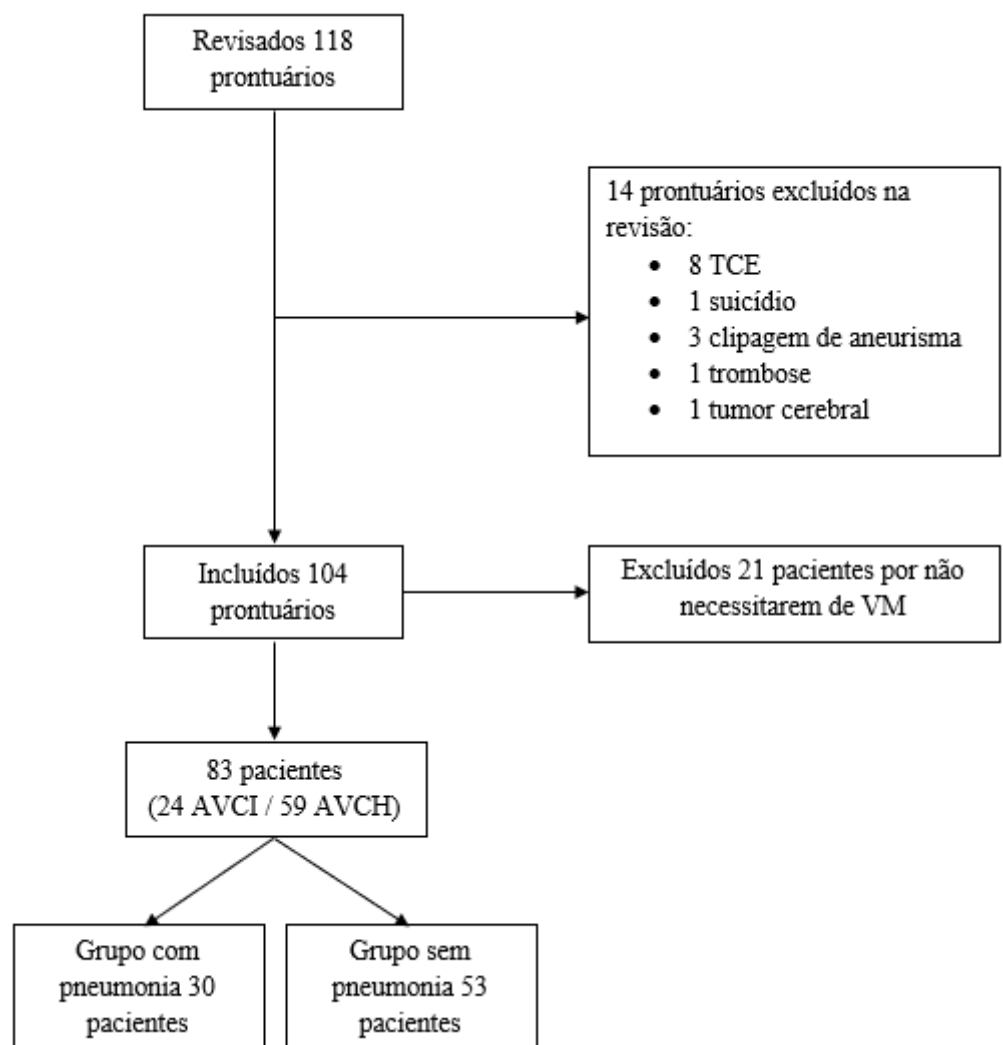 Revisados 118
prontuários
14 prontuários excluídos na
revisão:
• 8 TCE
• 1 suicídio
• 3 clipagem de aneurisma
• 1 trombose
• 1 tumor cerebral
Incluídos 104
prontuários
Excluídos 21 pacientes por não
necessitarem de VM
83 pacientes
(24 AVCI / 59 AVCH)
Grupo com
pneumonia 30
pacientes
Grupo sem
pneumonia 53
pacientes